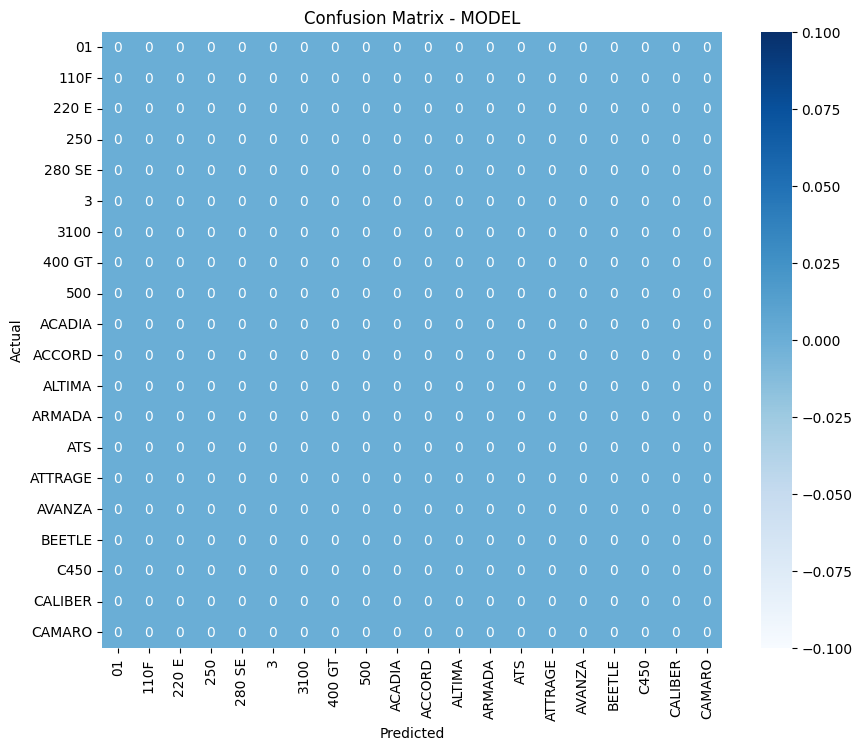 Confusion Matrix - MODEL
Actual
01 0 0 0 0 0 0 0 0 0 0 0 0 0 0 0 0 0 0 0 0
110F 0 0 0 0 0 0 0 0 0 0 0 0 0 0 0 0 0 0 0 0
220 E 0 0 0 0 0 0 0 0 0 0 0 0 0 0 0 0 0 0 0 0
250 0 0 0 0 0 0 0 0 0 0 0 0 0 0 0 0 0 0 0 0
280 SE 0 0 0 0 0 0 0 0 0 0 0 0 0 0 0 0 0 0 0 0
3 0 0 0 0 0 0 0 0 0 0 0 0 0 0 0 0 0 0 0 0
3100 0 0 0 0 0 0 0 0 0 0 0 0 0 0 0 0 0 0 0 0
400 GT 0 0 0 0 0 0 0 0 0 0 0 0 0 0 0 0 0 0 0 0
500 0 0 0 0 0 0 0 0 0 0 0 0 0 0 0 0 0 0 0 0
ACADIA 0 0 0 0 0 0 0 0 0 0 0 0 0 0 0 0 0 0 0 0
ACCORD 0 0 0 0 0 0 0 0 0 0 0 0 0 0 0 0 0 0 0 0
ALTIMA 0 0 0 0 0 0 0 0 0 0 0 0 0 0 0 0 0 0 0 0
ARMADA 0 0 0 0 0 0 0 0 0 0 0 0 0 0 0 0 0 0 0 0
ATS 0 0 0 0 0 0 0 0 0 0 0 0 0 0 0 0 0 0 0 0
ATTRAGE 0 0 0 0 0 0 0 0 0 0 0 0 0 0 0 0 0 0 0 0
AVANZA 0 0 0 0 0 0 0 0 0 0 0 0 0 0 0 0 0 0 0 0
BEETLE 0 0 0 0 0 0 0 0 0 0 0 0 0 0 0 0 0 0 0 0
C450 0 0 0 0 0 0 0 0 0 0 0 0 0 0 0 0 0 0 0 0
CALIBER 0 0 0 0 0 0 0 0 0 0 0 0 0 0 0 0 0 0 0 0
CAMARO 0 0 0 0 0 0 0 0 0 0 0 0 0 0 0 0 0 0 0 0
01 110F 220 E 250 280 SE 3 3100 400 GT 500 ACADIA ACCORD ALTIMA ARMADA ATS ATTRAGE AVANZA BEETLE C450 CALIBER CAMARO
Predicted
0.100
0.075
0.050
0.025
0.000
−0.025
−0.050
−0.075
−0.100